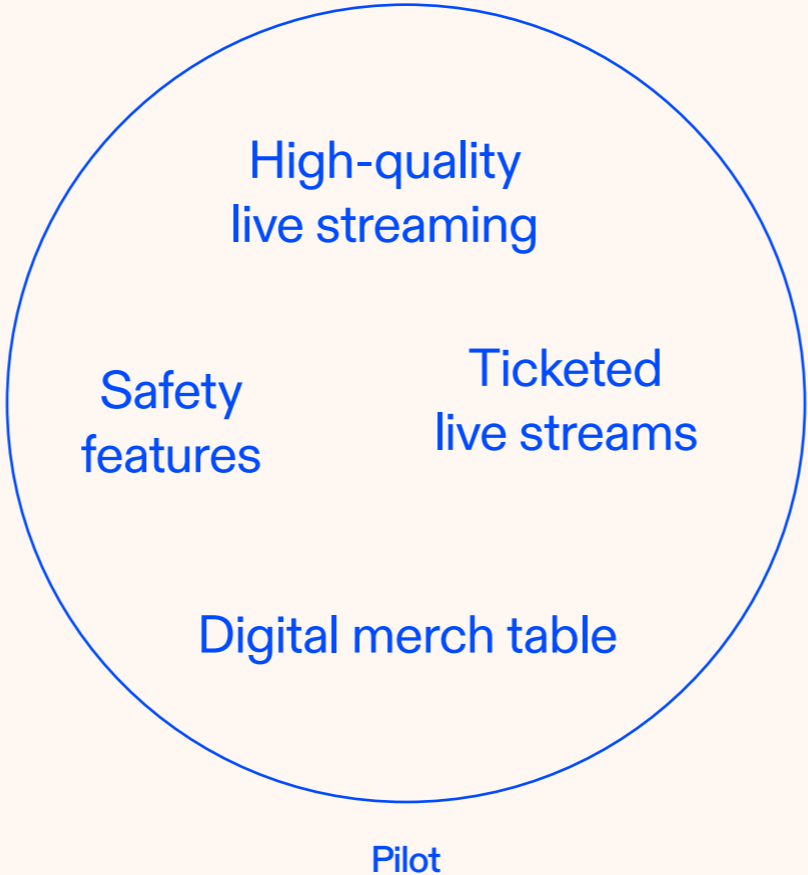 High-quality
live streaming
Safety
features
Ticketed
live streams
Digital merch table
Pilot